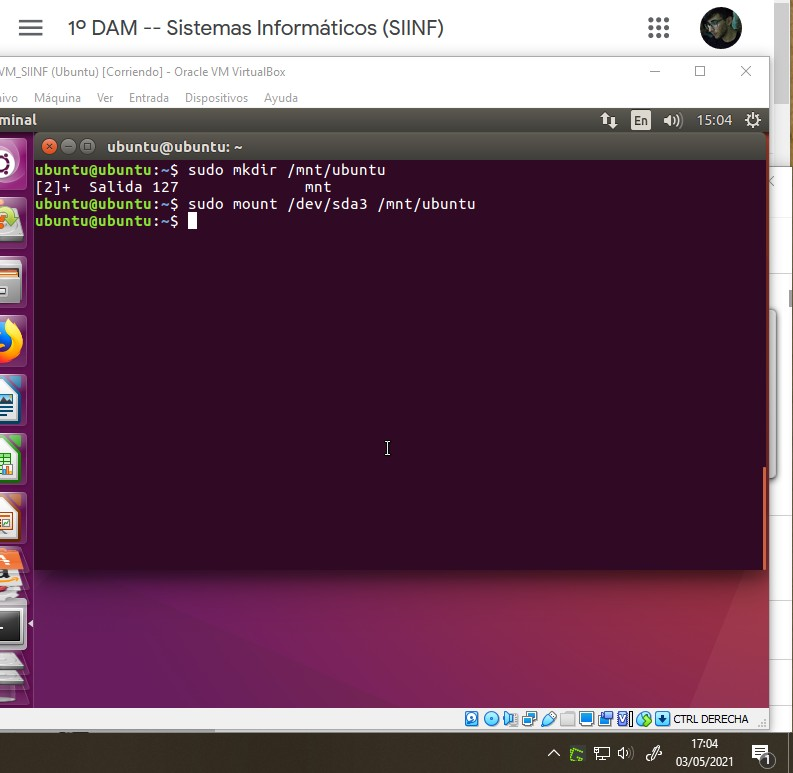 1º DAM -- Sistemas Informáticos (SIINF)
VM_SIINF (Ubuntu) [Corriendo] - Oracle VM VirtualBox
ivo Máquina Ver Entrada Dispositivos Ayuda
minal En 15:04
ubuntu@ubuntu: ~
ubuntu@ubuntu:~$ sudo mkdir /mnt/ubuntu
[2]+  Salida 127              mnt
ubuntu@ubuntu:~$ sudo mount /dev/sda3 /mnt/ubuntu
ubuntu@ubuntu:~$
CTRL DERECHA
17:04
03/05/2021
1